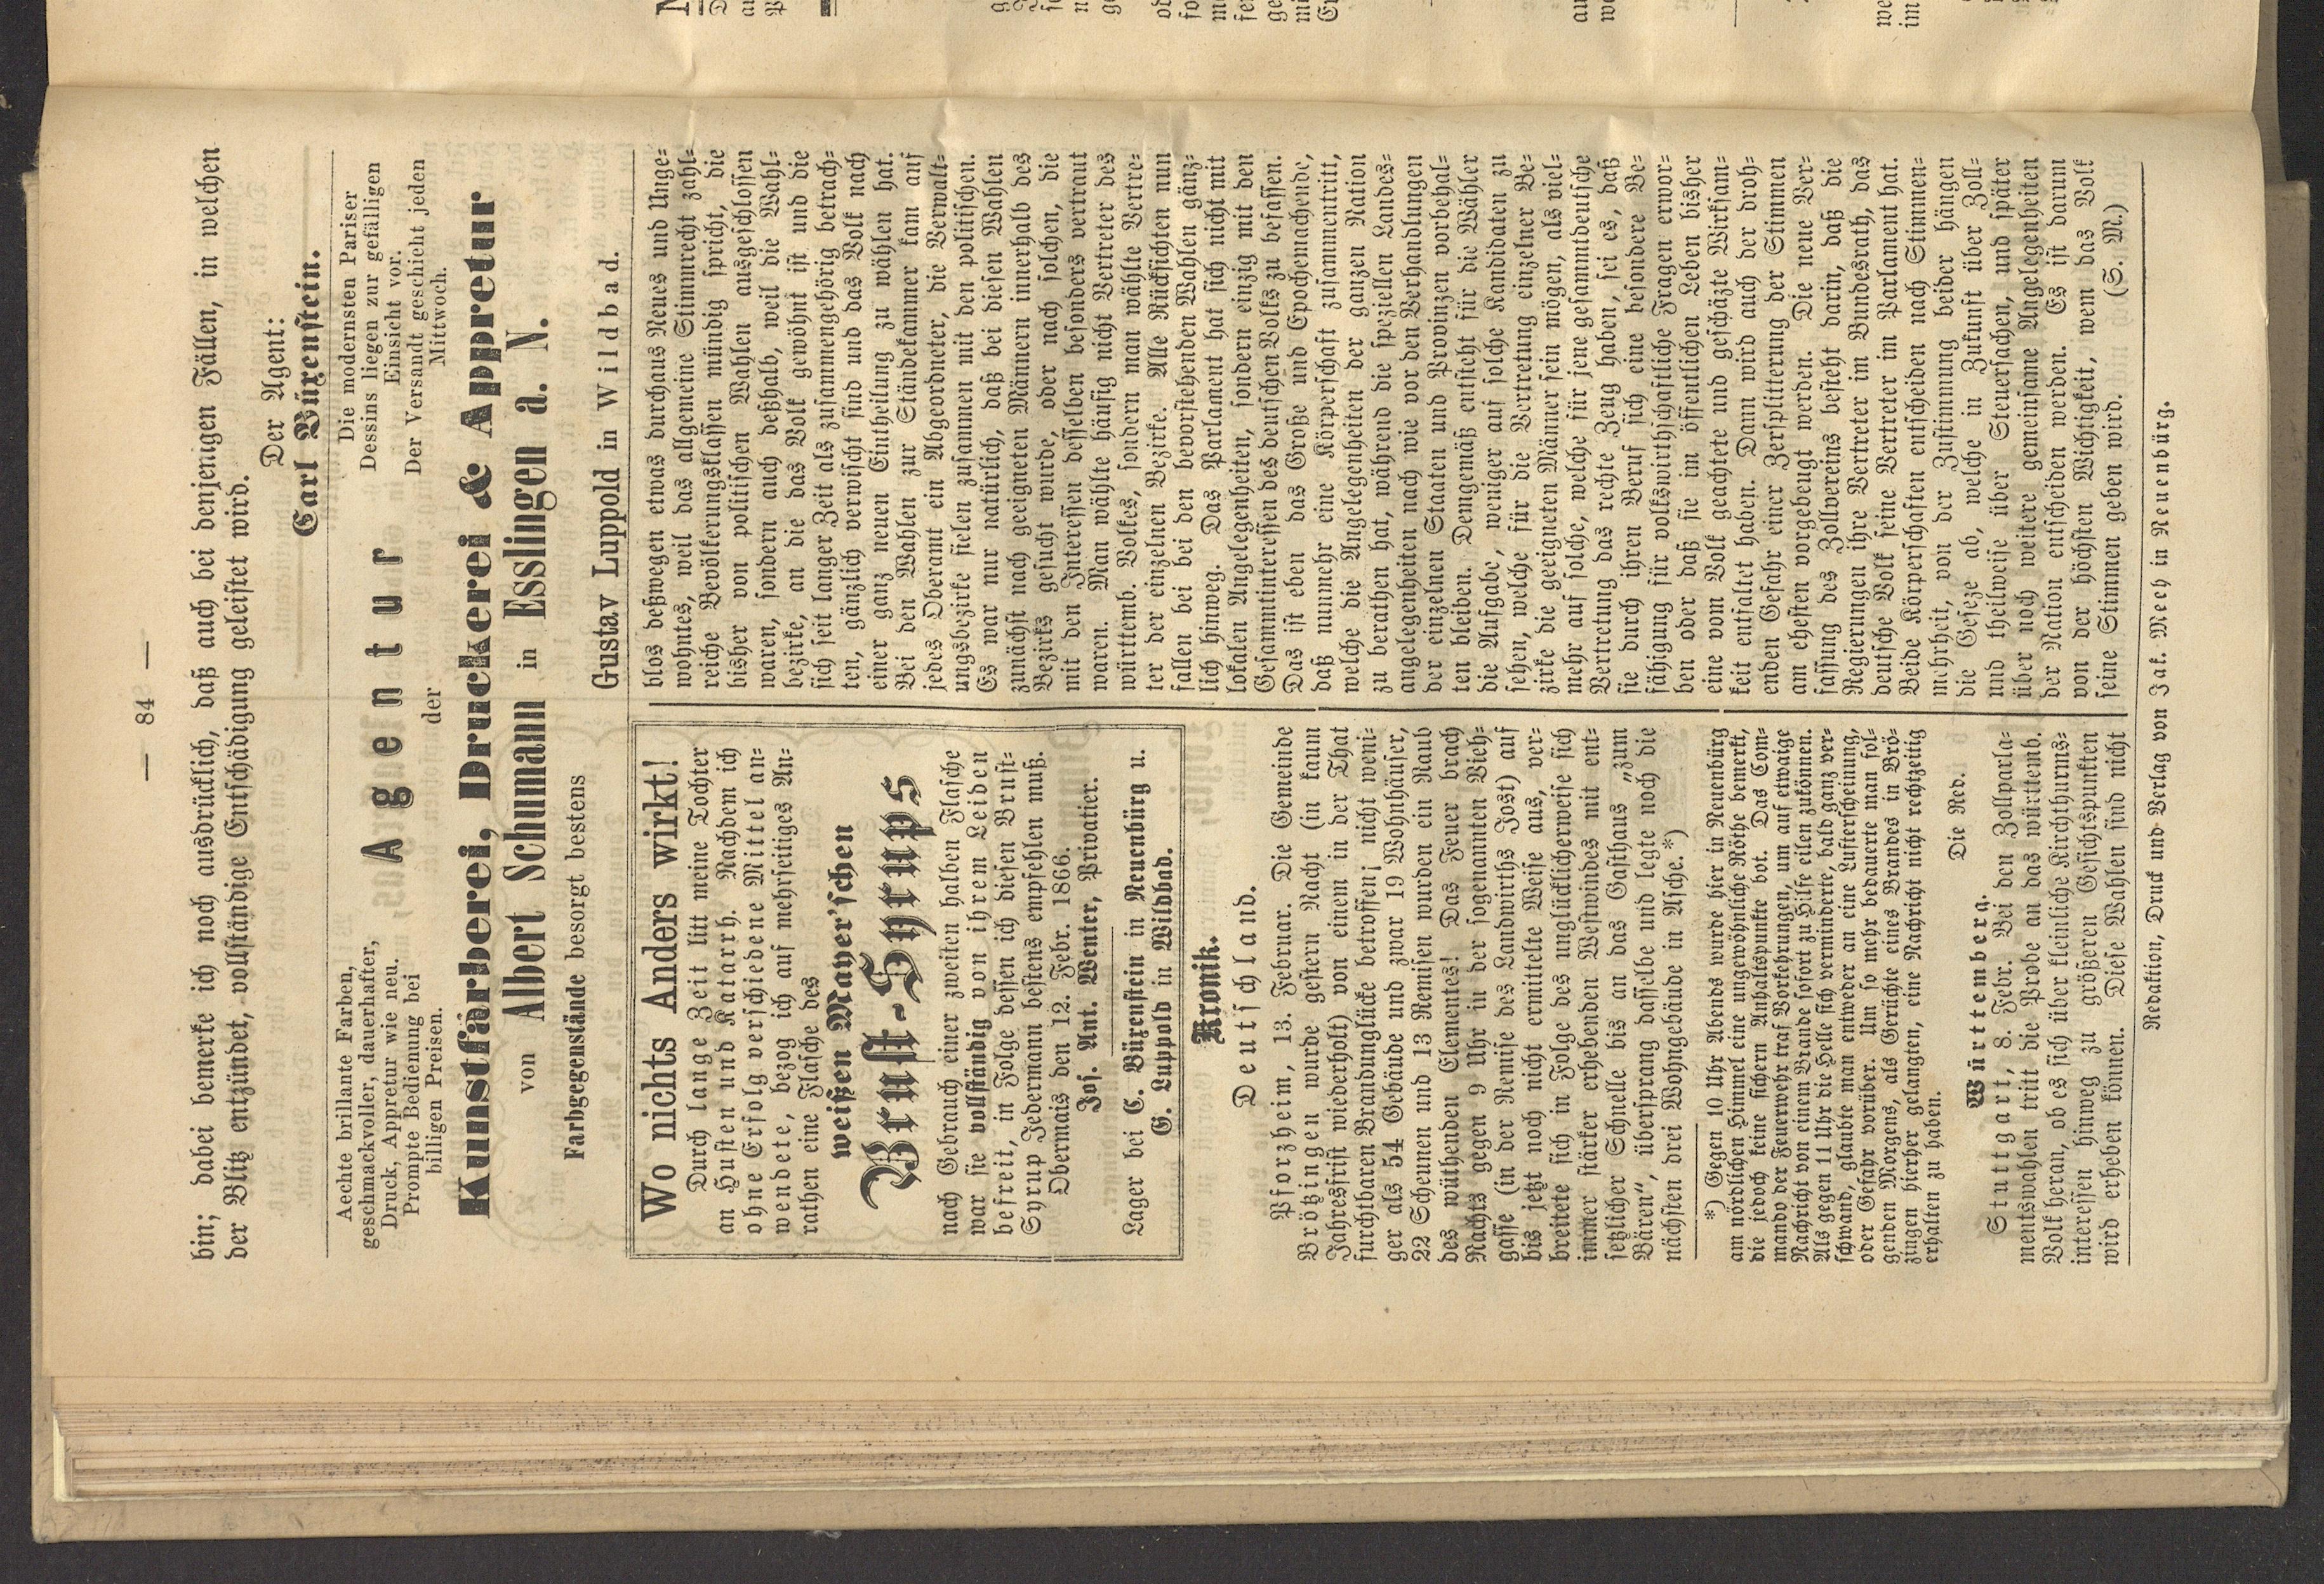 — 84 —
bin; dabei bemerke ich noch ausdrücklich, daß auch bei denjenigen Fällen, in welchen
der Blitz entzündet, vollständige Entschädigung geleistet wird.
Der Agent:
Carl Büxenstein.
Aechte brillante Farben,
geschmackvoller, dauerhafter,
Druck, Appretur wie neu.
Prompte Bedienung bei
billigen Preisen.
Agentur
der
Die modernsten Pariser
Dessins liegen zur gefälligen
Einsicht vor.
Der Versandt geschieht jeden
Mittwoch.
Kunstfärberei, Druckerei & Appretur
von Albert Schumann in Esslingen a. N.
Farbgegenstände besorgt bestens
Gustav Luppold in Wildbad.
Wo nichts Anders wirkt!
Durch lange Zeit litt meine Tochter
an Husten und Katarrh. Nachdem ich
ohne Erfolg verschiedene Mittel an-
wendete, bezog ich auf mehrseitiges An-
rathen eine Flasche des
weißen Mayer'schen
Brust-Syrups
nach Gebrauch einer zweiten halben Flasche
war sie vollständig von ihrem Leiden
befreit, in Folge dessen ich diesen Brust-
Syrup Jedermann bestens empfehlen muß.
Obermais den 12. Febr. 1866.
Jos. Ant. Wenter, Privatier.
Lager bei C. Büxenstein in Neuenbürg u.
G. Luppold in Wildbad.
Kronik.
Deutschland.
Pforzheim, 13. Februar. Die Gemeinde
Brötzingen wurde gestern Nacht (in kaum
Jahresfrist wiederholt) von einem in der That
furchtbaren Brandunglücke betroffen; nicht weni-
ger als 54 Gebäude und zwar 19 Wohnhäuser,
22 Scheunen und 13 Remisen wurden ein Raub
des wüthenden Elementes! Das Feuer brach
Nachts gegen 9 Uhr in der sogenannten Vieh-
gasse (in der Remise des Landwirths Jost) auf
bis jetzt noch nicht ermittelte Weise aus, ver-
breitete sich in Folge des unglücklicherweise sich
immer stärker erhebenden Westwindes mit ent-
setzlicher Schnelle bis an das Gasthaus „zum
Bären“, übersprang dasselbe und legte noch die
nächsten drei Wohngebäude in Asche.*)
*) Gegen 10 Uhr Abends wurde hier in Neuenbürg
am nördlichen Himmel eine ungewöhnliche Röthe bemerkt,
die jedoch keine sichern Anhaltspunkte bot. Das Com-
mando der Feuerwehr traf Vorkehrungen, um auf etwaige
Nachricht von einem Brande sofort zu Hilfe eilen zukönnen.
Als gegen 11 Uhr die Helle sich verminderte, bald ganz ver-
schwand, glaubte man entweder an eine Lufterscheinung,
oder Gefahr vorüber. Um so mehr bedauerte man fol-
genden Morgens, als Gerüchte eines Brandes in Brö-
zingen hierher gelangten, eine Nachricht nicht rechtzeitig
erhalten zu haben.
Die Red.
Württemberg.
Stuttgart, 8. Febr. Bei den Zollparla-
mentswahlen tritt die Probe an das württemb.
Volk heran, ob es sich über kleinliche Kirchthurms-
interessen hinweg zu größeren Gesichtspunkten
wird erheben können. Diese Wahlen sind nicht
blos deßwegen etwas durchaus Neues und Unge-
wohntes, weil das allgemeine Stimmrecht zahl-
reiche Bevölkerungsklassen mündig spricht, die
bisher von politischen Wahlen ausgeschlossen
waren, sondern auch deßhalb, weil die Wahl-
bezirke, an die das Volk gewöhnt ist und die
sich seit langer Zeit als zusammengehörig betrach-
ten, gänzlich verwischt sind und das Volk nach
einer ganz neuen Eintheilung zu wählen hat.
Bei den Wahlen zur Ständekammer kam auf
jedes Oberamt ein Abgeordneter, die Verwalt-
ungsbezirke fielen zusammen mit den politischen.
Es war nur natürlich, daß bei diesen Wahlen
zunächst nach geeigneten Männern innerhalb des
Bezirks gesucht wurde, oder nach solchen, die
mit den Interessen desselben besonders vertraut
waren. Man wählte häufig nicht Vertreter des
württemb. Volkes, sondern man wählte Vertre-
ter der einzelnen Bezirke. Alle Rücksichten nun
fallen bei bei den bevorstehenden Wahlen gänz-
lich hinweg. Das Parlament hat sich nicht mit
lokalen Angelegenheiten, sondern einzig mit den
Gesammtinteressen des deutschen Volks zu befassen.
Das ist eben das Große und Epochemachende,
daß nunmehr eine Körperschaft zusammentritt,
welche die Angelegenheiten der ganzen Nation
zu berathen hat, während die speziellen Landes-
angelegenheiten nach wie vor den Verhandlungen
der einzelnen Staaten und Provinzen vorbehal-
ten bleiben. Demgemäß entsteht für die Wähler
die Aufgabe, weniger auf solche Kandidaten zu
sehen, welche für die Vertretung einzelner Be-
zirke die geeigneten Männer sein mögen, als viel-
mehr auf solche, welche für jene gesammtdeutsche
Vertretung das rechte Zeug haben, sei es, daß
sie durch ihren Beruf sich eine besondere Be-
fähigung für volkswirthschaftliche Fragen erwor-
ben oder daß sie im öffentlichen Leben bisher
eine vom Volk geachtete und geschäzte Wirksam-
keit entfaltet haben. Dann wird auch der droh-
enden Gefahr einer Zersplitterung der Stimmen
am ehesten vorgebeugt werden. Die neue Ver-
fassung des Zollvereins besteht darin, daß die
Regierungen ihre Vertreter im Bundesrath, das
deutsche Volk seine Vertreter im Parlament hat.
Beide Körperschaften entscheiden nach Stimmen-
mehrheit, von der Zustimmung beider hängen
die Geseze ab, welche in Zukunft über Zoll-
und theilweise über Steuersachen, und später
über noch weitere gemeinsame Angelegenheiten
der Nation entscheiden werden. Es ist darum
von der höchsten Wichtigkeit, wem das Volk
seine Stimmen geben wird. (S. M.)
Redaktion, Druck und Verlag von Jak. Meeh in Neuenbürg.